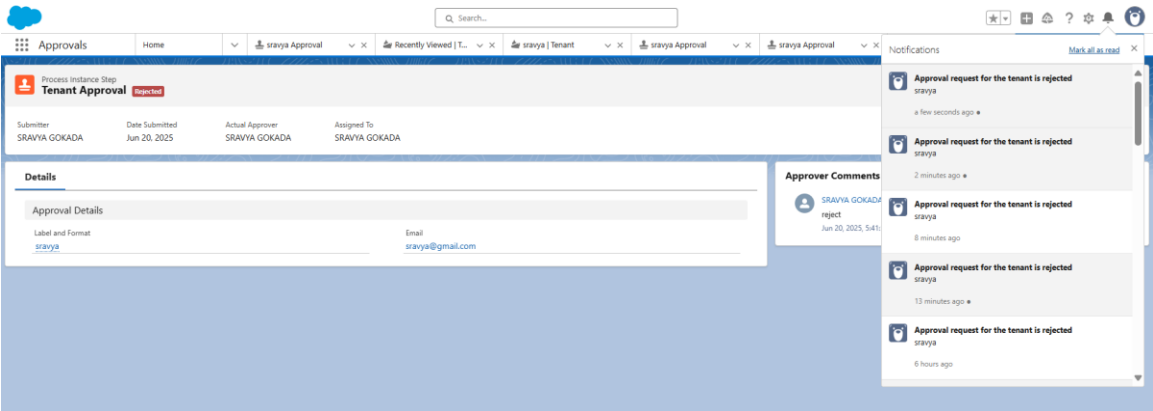 Search...
Approvals
Home
sravya Approval
Recently Viewed | T...
sravya | Tenant
sravya Approval
sravya Approval
Process Instance Step
Tenant Approval Rejected
Submitter
SRAVYA GOKADA
Date Submitted
Jun 20, 2025
Actual Approver
SRAVYA GOKADA
Assigned To
SRAVYA GOKADA
Details
Approval Details
Label and Format
sravya
Email
sravya@gmail.com
Approver Comments
SRAVYA GOKADA
reject
Jun 20, 2025, 5:41
Notifications
Mark all as read
Approval request for the tenant is rejected
sravya
a few seconds ago
Approval request for the tenant is rejected
sravya
2 minutes ago
Approval request for the tenant is rejected
sravya
8 minutes ago
Approval request for the tenant is rejected
sravya
13 minutes ago
Approval request for the tenant is rejected
sravya
6 hours ago